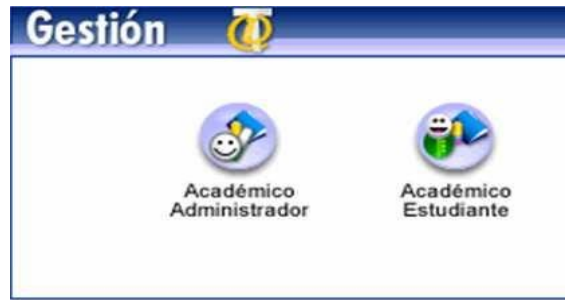 Gestión
Académico
Administrador
Académico
Estudiante